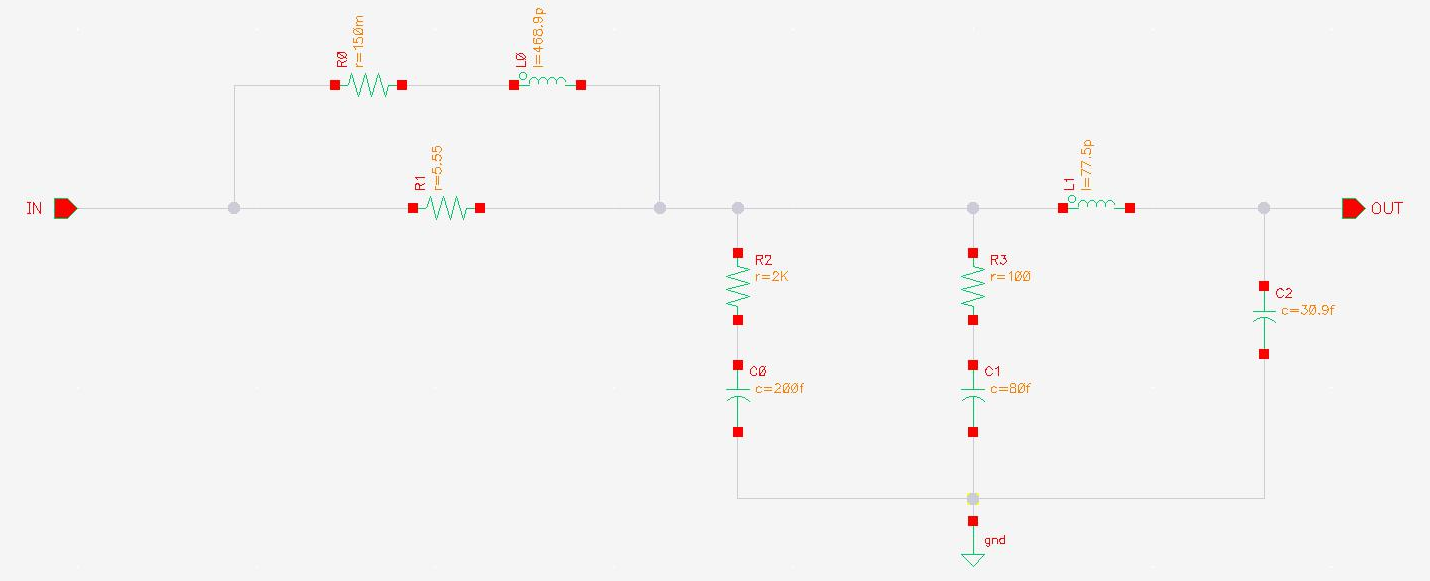 R0
r=150m
L0
l=468.9p
R1
r=5.55
L1
l=77.5p
IN
OUT
R2
r=2K
R3
r=100
C2
c=30.9f
C0
c=200f
C1
c=80f
gnd